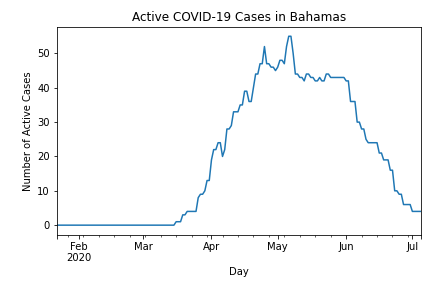 Active COVID-19 Cases in Bahamas
Number of Active Cases
50
40
30
20
10
0
Feb Mar Apr May Jun Jul
2020
Day